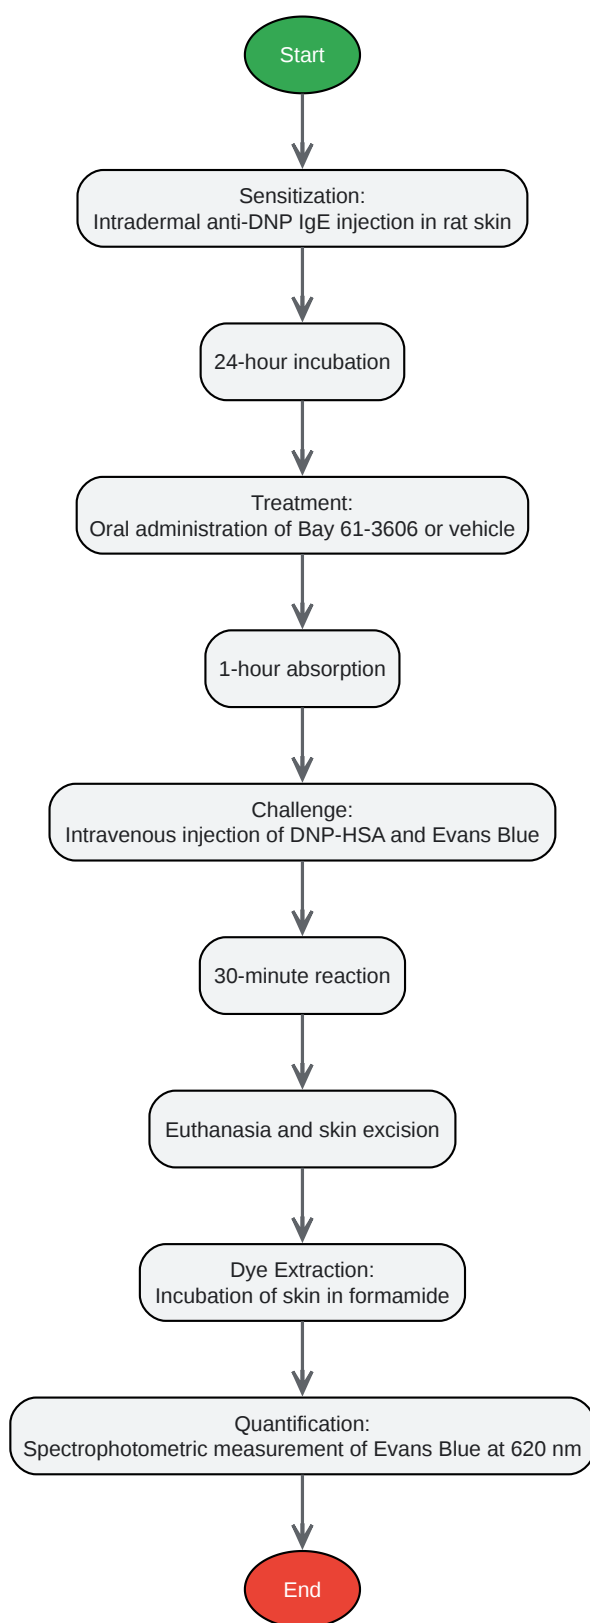 Start
Sensitization:
Intradermal anti-DNP IgE injection in rat skin
24-hour incubation
Treatment:
Oral administration of Bay 61-3606 or vehicle
1-hour absorption
Challenge:
Intravenous injection of DNP-HSA and Evans Blue
30-minute reaction
Euthanasia and skin excision
Dye Extraction:
Incubation of skin in formamide
Quantification:
Spectrophotometric measurement of Evans Blue at 620 nm
End